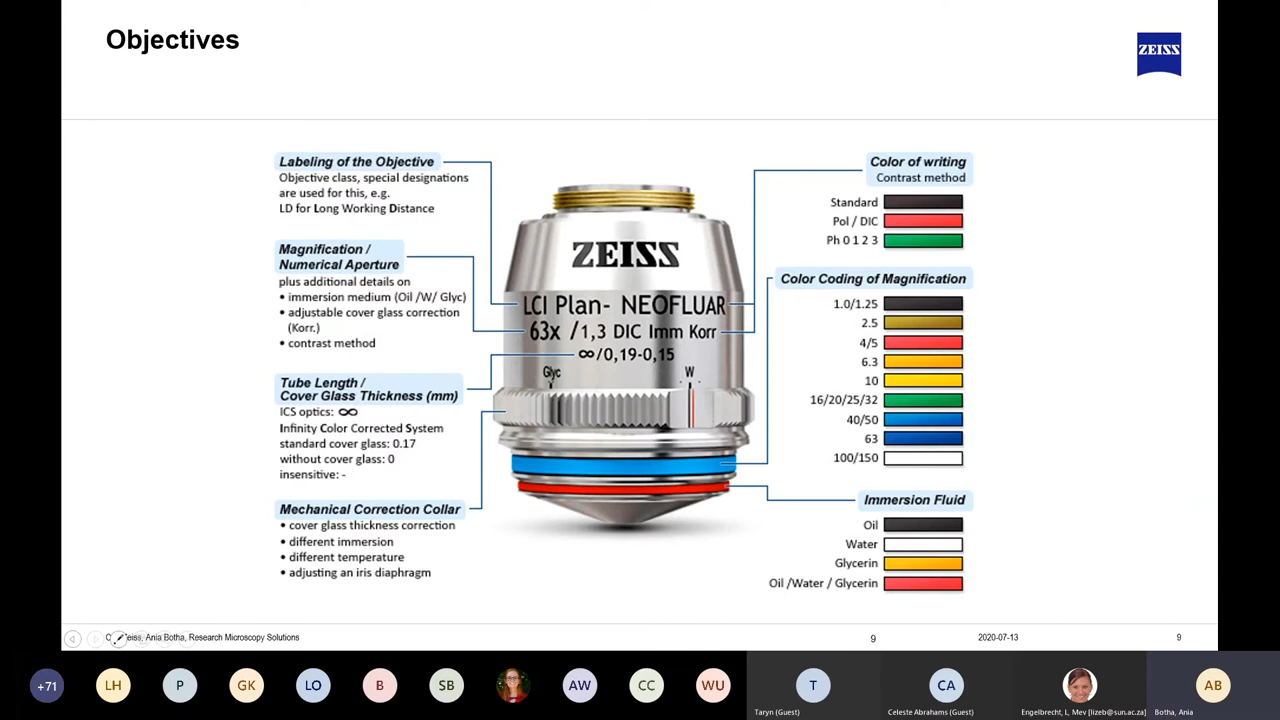 Objectives
ZEISS
Labeling of the Objective
Objective class, special designations
are used for this, e.g.
LD for Long Working Distance
Magnification /
Numerical Aperture
plus additional details on
• immersion medium (Oil /W/ Glyc)
• adjustable cover glass correction
(Korr.)
• contrast method
Tube Length /
Cover Glass Thickness (mm)
ICS optics: ∞
Infinity Color Corrected System
standard cover glass: 0.17
without cover glass: 0
insensitive: -
Mechanical Correction Collar
• cover glass thickness correction
• different immersion
• different temperature
• adjusting an iris diaphragm
ZEISS
LCI Plan- NEOFLUAR
63x /1,3 DIC Imm Korr
∞/0,19-0,15
Glyc
W
Color of writing
Contrast method
Standard
Pol / DIC
Ph 0 1 2 3
Color Coding of Magnification
1.0/1.25
2.5
4/5
6.3
10
16/20/25/32
40/50
63
100/150
Immersion Fluid
Oil
Water
Glycerin
Oil /Water / Glycerin
Zeiss, Ania Botha, Research Microscopy Solutions
9
2020-07-13
9
+71
LH
P
GK
LO
B
SB
AW
CC
WU
T
Taryn (Guest)
CA
Celeste Abrahams (Guest)
Engelbrecht, L, Mev [lizeb@sun.ac.za]
AB
Botha, Ania